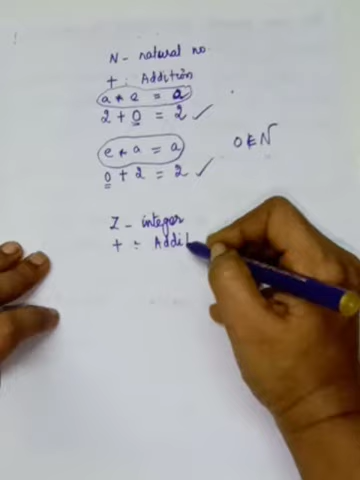 N - natural no.
+ : Addition
a * e = a
2 + 0 = 2 ✓
e * a = a
0 ∉ N
0 + 2 = 2 ✓
Z - integer
+ : Addi